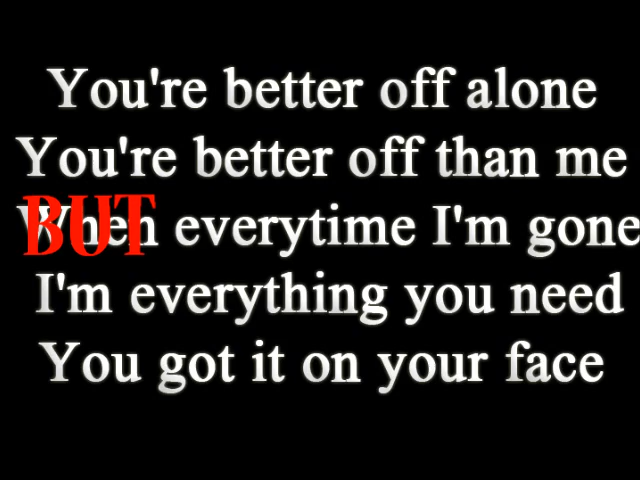 You're better off alone
You're better off than me
BUT When everytime I'm gone
I'm everything you need
You got it on your face